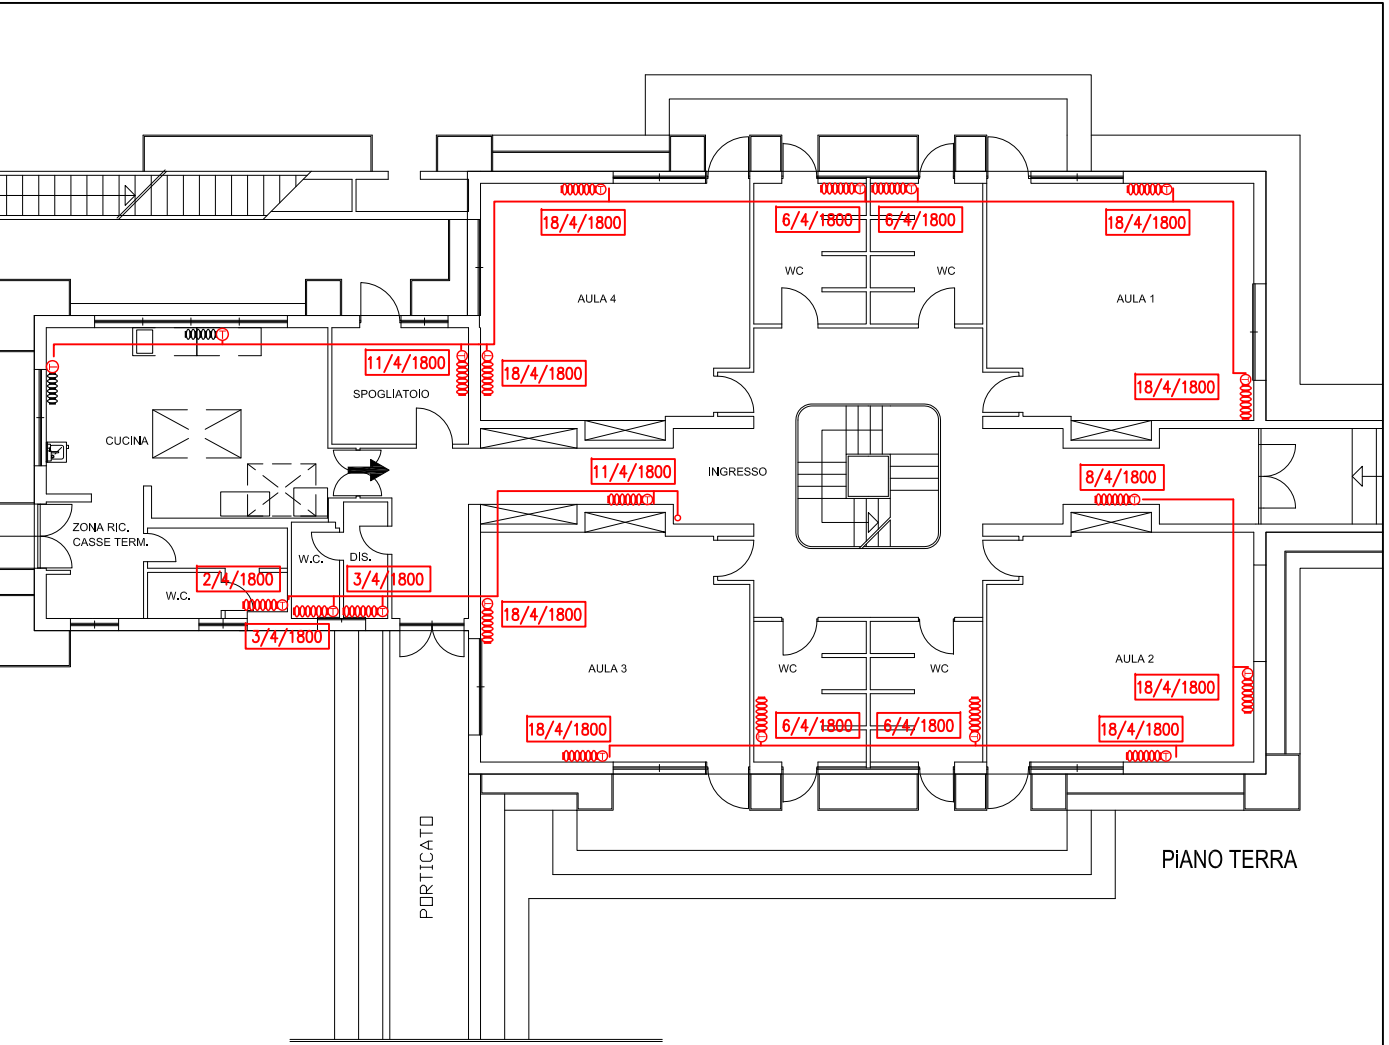 18/4/1800
6/4/1800
6/4/1800
18/4/1800
WC
WC
AULA 4
AULA 1
11/4/1800
18/4/1800
18/4/1800
SPOGLIATOIO
CUCINA
11/4/1800
INGRESSO
8/4/1800
ZONA RIC.
CASSE TERM.
W.C.
DIS.
2/4/1800
3/4/1800
W.C.
3/4/1800
18/4/1800
AULA 3
WC
WC
AULA 2
18/4/1800
18/4/1800
6/4/1800
6/4/1800
18/4/1800
PORTICATO
PiANO TERRA